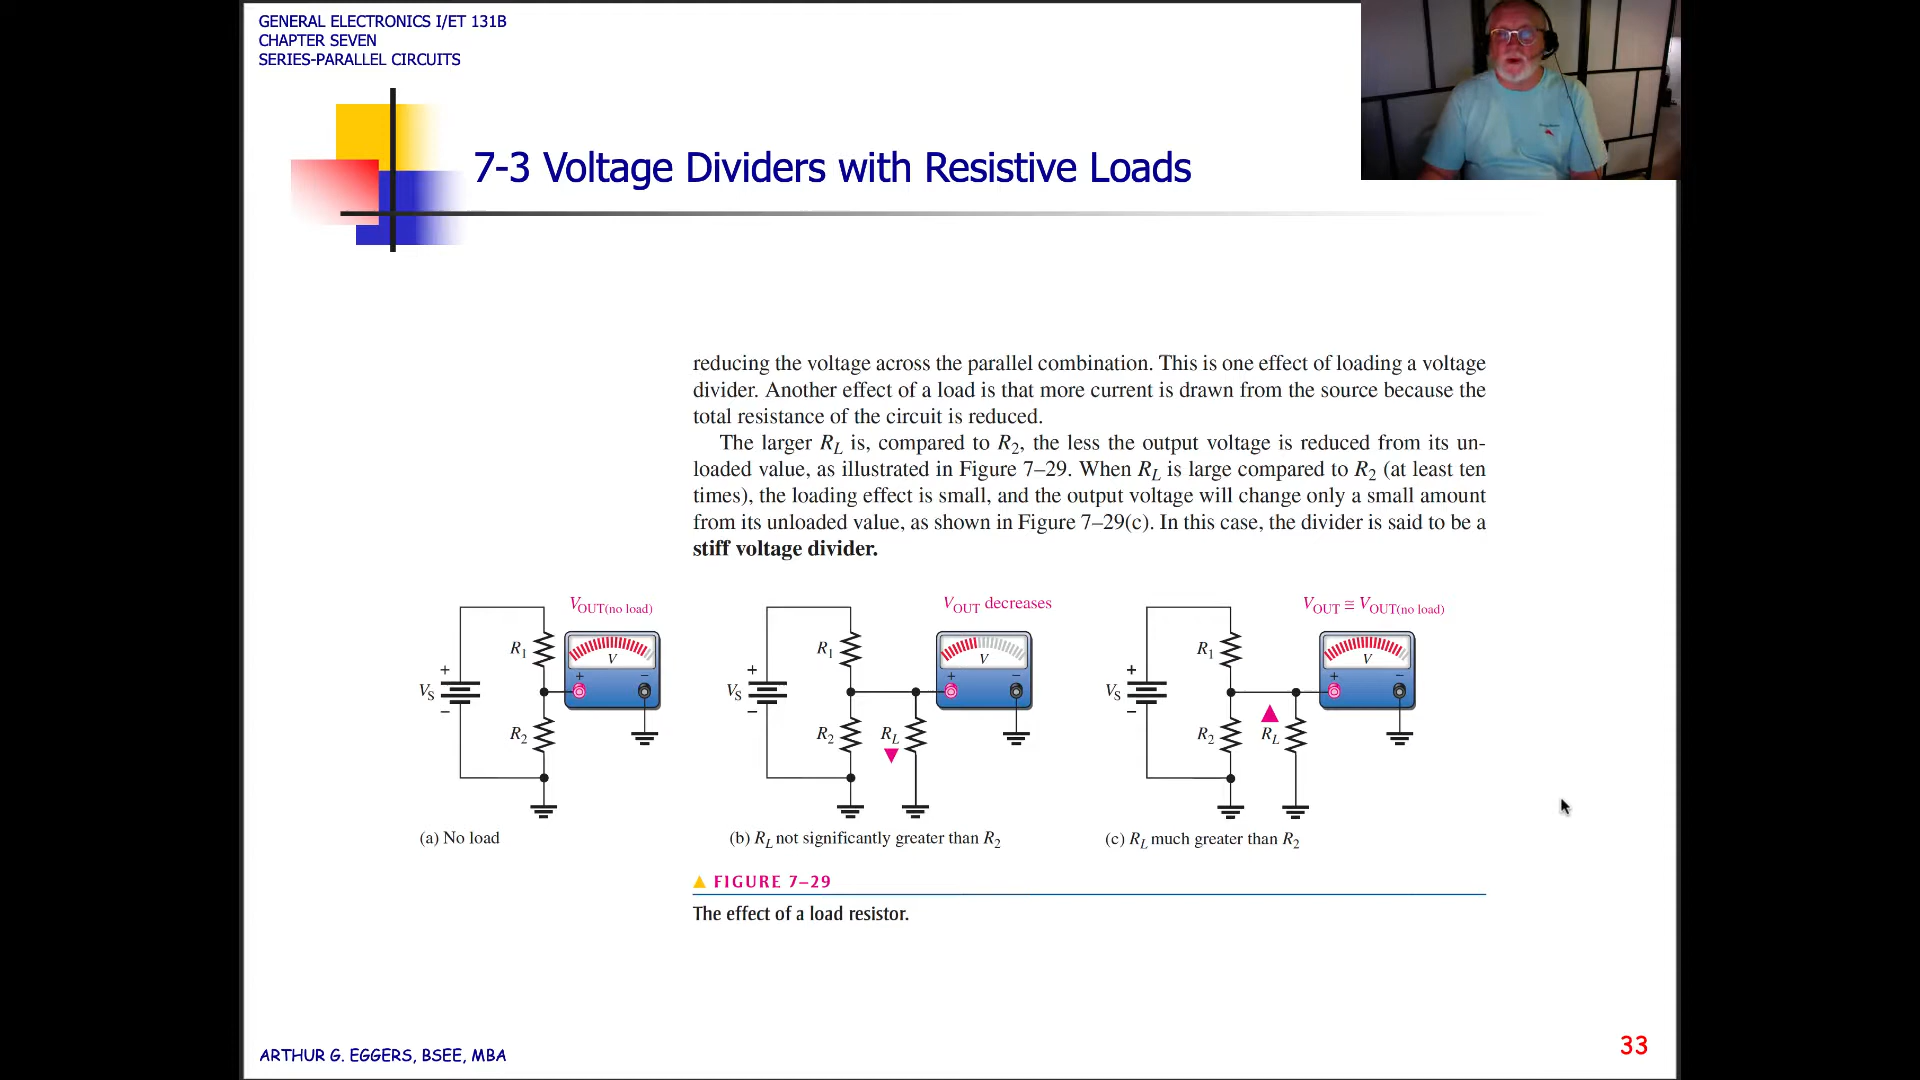 GENERAL ELECTRONICS I/ET 131B
CHAPTER SEVEN
SERIES-PARALLEL CIRCUITS
7-3 Voltage Dividers with Resistive Loads
reducing the voltage across the parallel combination. This is one effect of loading a voltage
divider. Another effect of a load is that more current is drawn from the source because the
total resistance of the circuit is reduced.
The larger RL is, compared to R2, the less the output voltage is reduced from its un-
loaded value, as illustrated in Figure 7–29. When RL is large compared to R2 (at least ten
times), the loading effect is small, and the output voltage will change only a small amount
from its unloaded value, as shown in Figure 7–29(c). In this case, the divider is said to be a
stiff voltage divider.
VOUT(no load)
R1
V
+
−
+
VS
−
R2
(a) No load
VOUT decreases
R1
V
+
−
+
VS
−
R2
RL
(b) RL not significantly greater than R2
VOUT ≅ VOUT(no load)
R1
V
+
−
+
VS
−
R2
RL
(c) RL much greater than R2
FIGURE 7–29
The effect of a load resistor.
ARTHUR G. EGGERS, BSEE, MBA
33